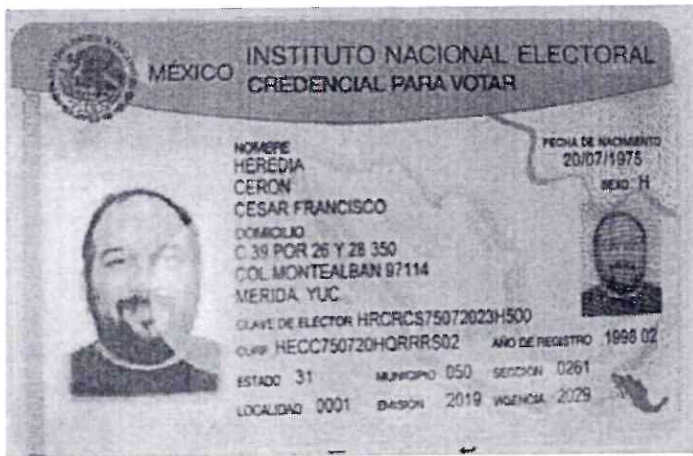 MÉXICO INSTITUTO NACIONAL ELECTORAL
CREDENCIAL PARA VOTAR
NOMBRE
HEREDIA
CERON
CESAR FRANCISCO
FECHA DE NACIMIENTO
20/07/1975
SEXO H
DOMICILIO
C 39 POR 26 Y 28 350
COL MONTEALBAN 97114
MERIDA, YUC.
CLAVE DE ELECTOR HRCRCS75072023H500
CURP HECC750720HQRRRS02 AÑO DE REGISTRO 1998 02
ESTADO 31 MUNICIPIO 050 SECCIÓN 0261
LOCALIDAD 0001 EMISIÓN 2019 VIGENCIA 2029